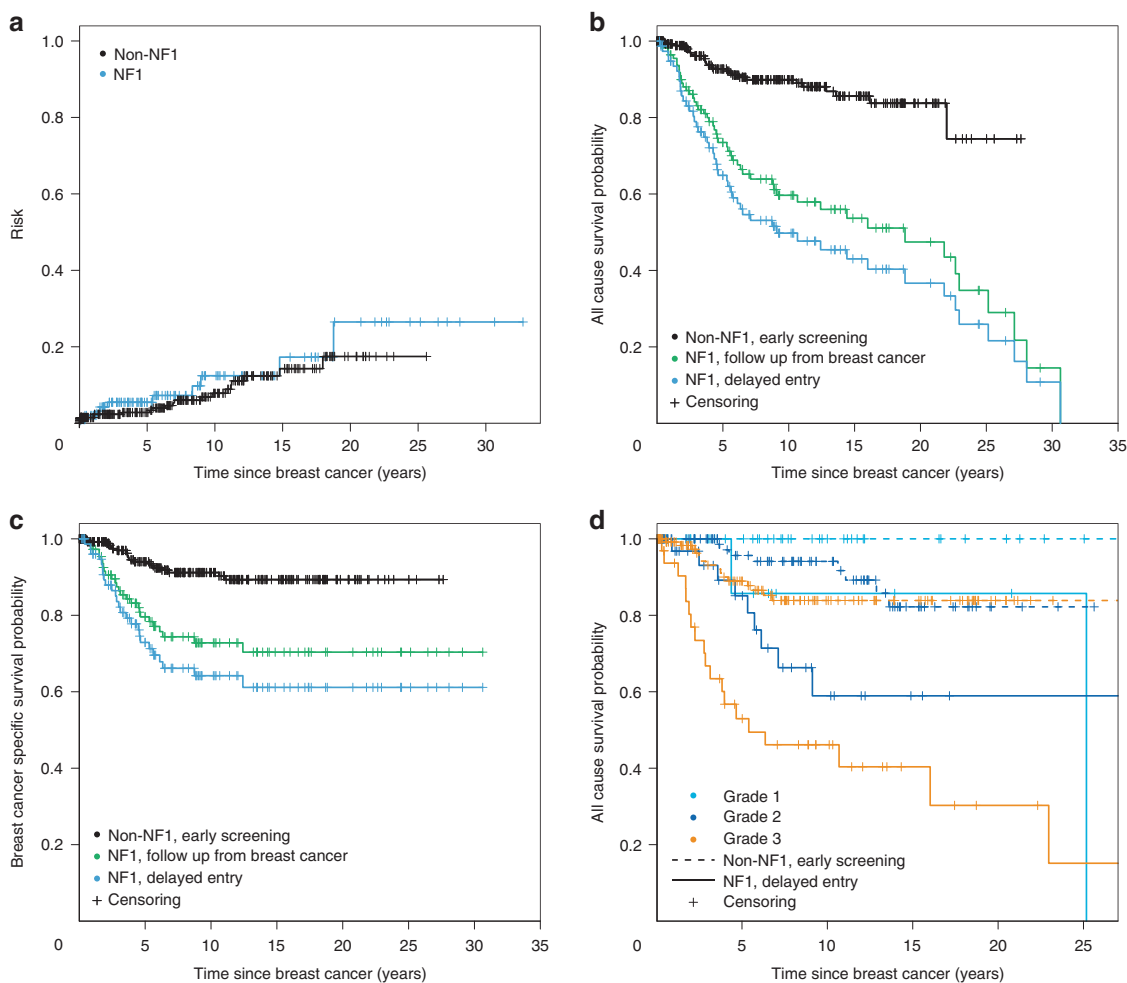 a
1.0
0.8
0.6
0.4
0.2
0
Risk
Non-NF1
NF1
5 10 15 20 25 30
Time since breast cancer (years)
b
1.0
0.8
0.6
0.4
0.2
0
All cause survival probability
Non-NF1, early screening
NF1, follow up from breast cancer
NF1, delayed entry
Censoring
5 10 15 20 25 30 35
Time since breast cancer (years)
c
1.0
0.8
0.6
0.4
0.2
0
Breast cancer specific survival probability
Non-NF1, early screening
NF1, follow up from breast cancer
NF1, delayed entry
Censoring
5 10 15 20 25 30 35
Time since breast cancer (years)
d
1.0
0.8
0.6
0.4
0.2
0
All cause survival probability
Grade 1
Grade 2
Grade 3
Non-NF1, early screening
NF1, delayed entry
Censoring
5 10 15 20 25
Time since breast cancer (years)